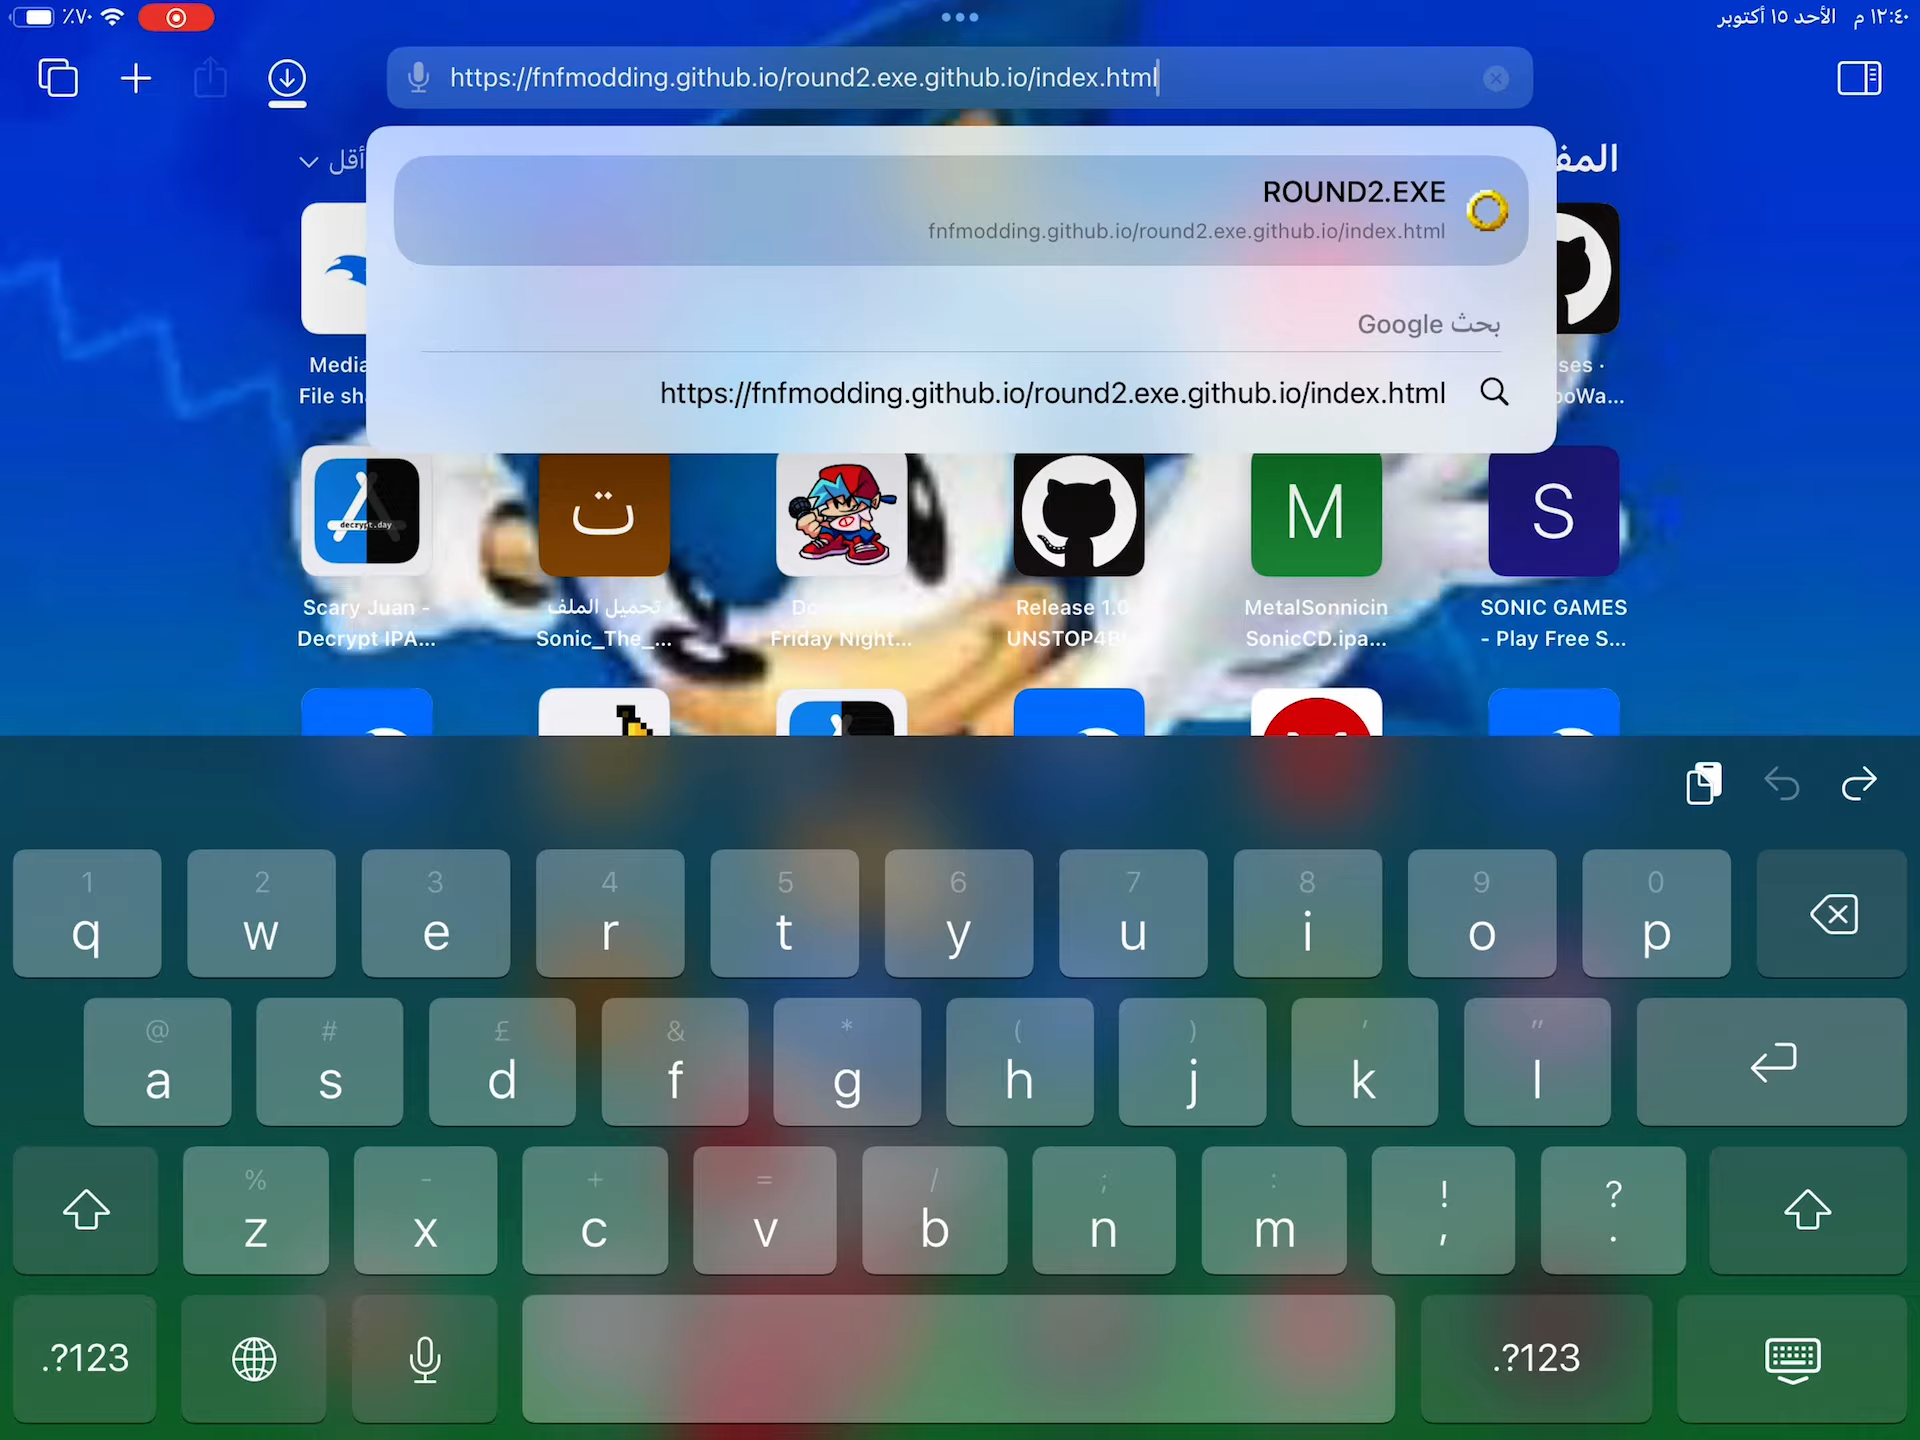 ١٢:٤٠ م الأحد ١٥ أكتوبر
٪٧٠
https://fnfmodding.github.io/round2.exe.github.io/index.html
أقل
المف
ROUND2.EXE
fnfmodding.github.io/round2.exe.github.io/index.html
بحث Google
https://fnfmodding.github.io/round2.exe.github.io/index.html
Media
File sh
ses ·
boWa...
decrypt.day
ت
M
S
Scary Juan -
Decrypt IPA...
تحميل الملف
Sonic_The_...
Do
Friday Night...
Release 1.0
UNSTOP4B
MetalSonnicin
SonicCD.ipa...
SONIC GAMES
- Play Free S...
1 2 3 4 5 6 7 8 9 0
q w e r t y u i o p
@ # £ & * ( ) ' "
a s d f g h j k l
% - + = / ; : ! ?
z x c v b n m , .
.?123 .?123